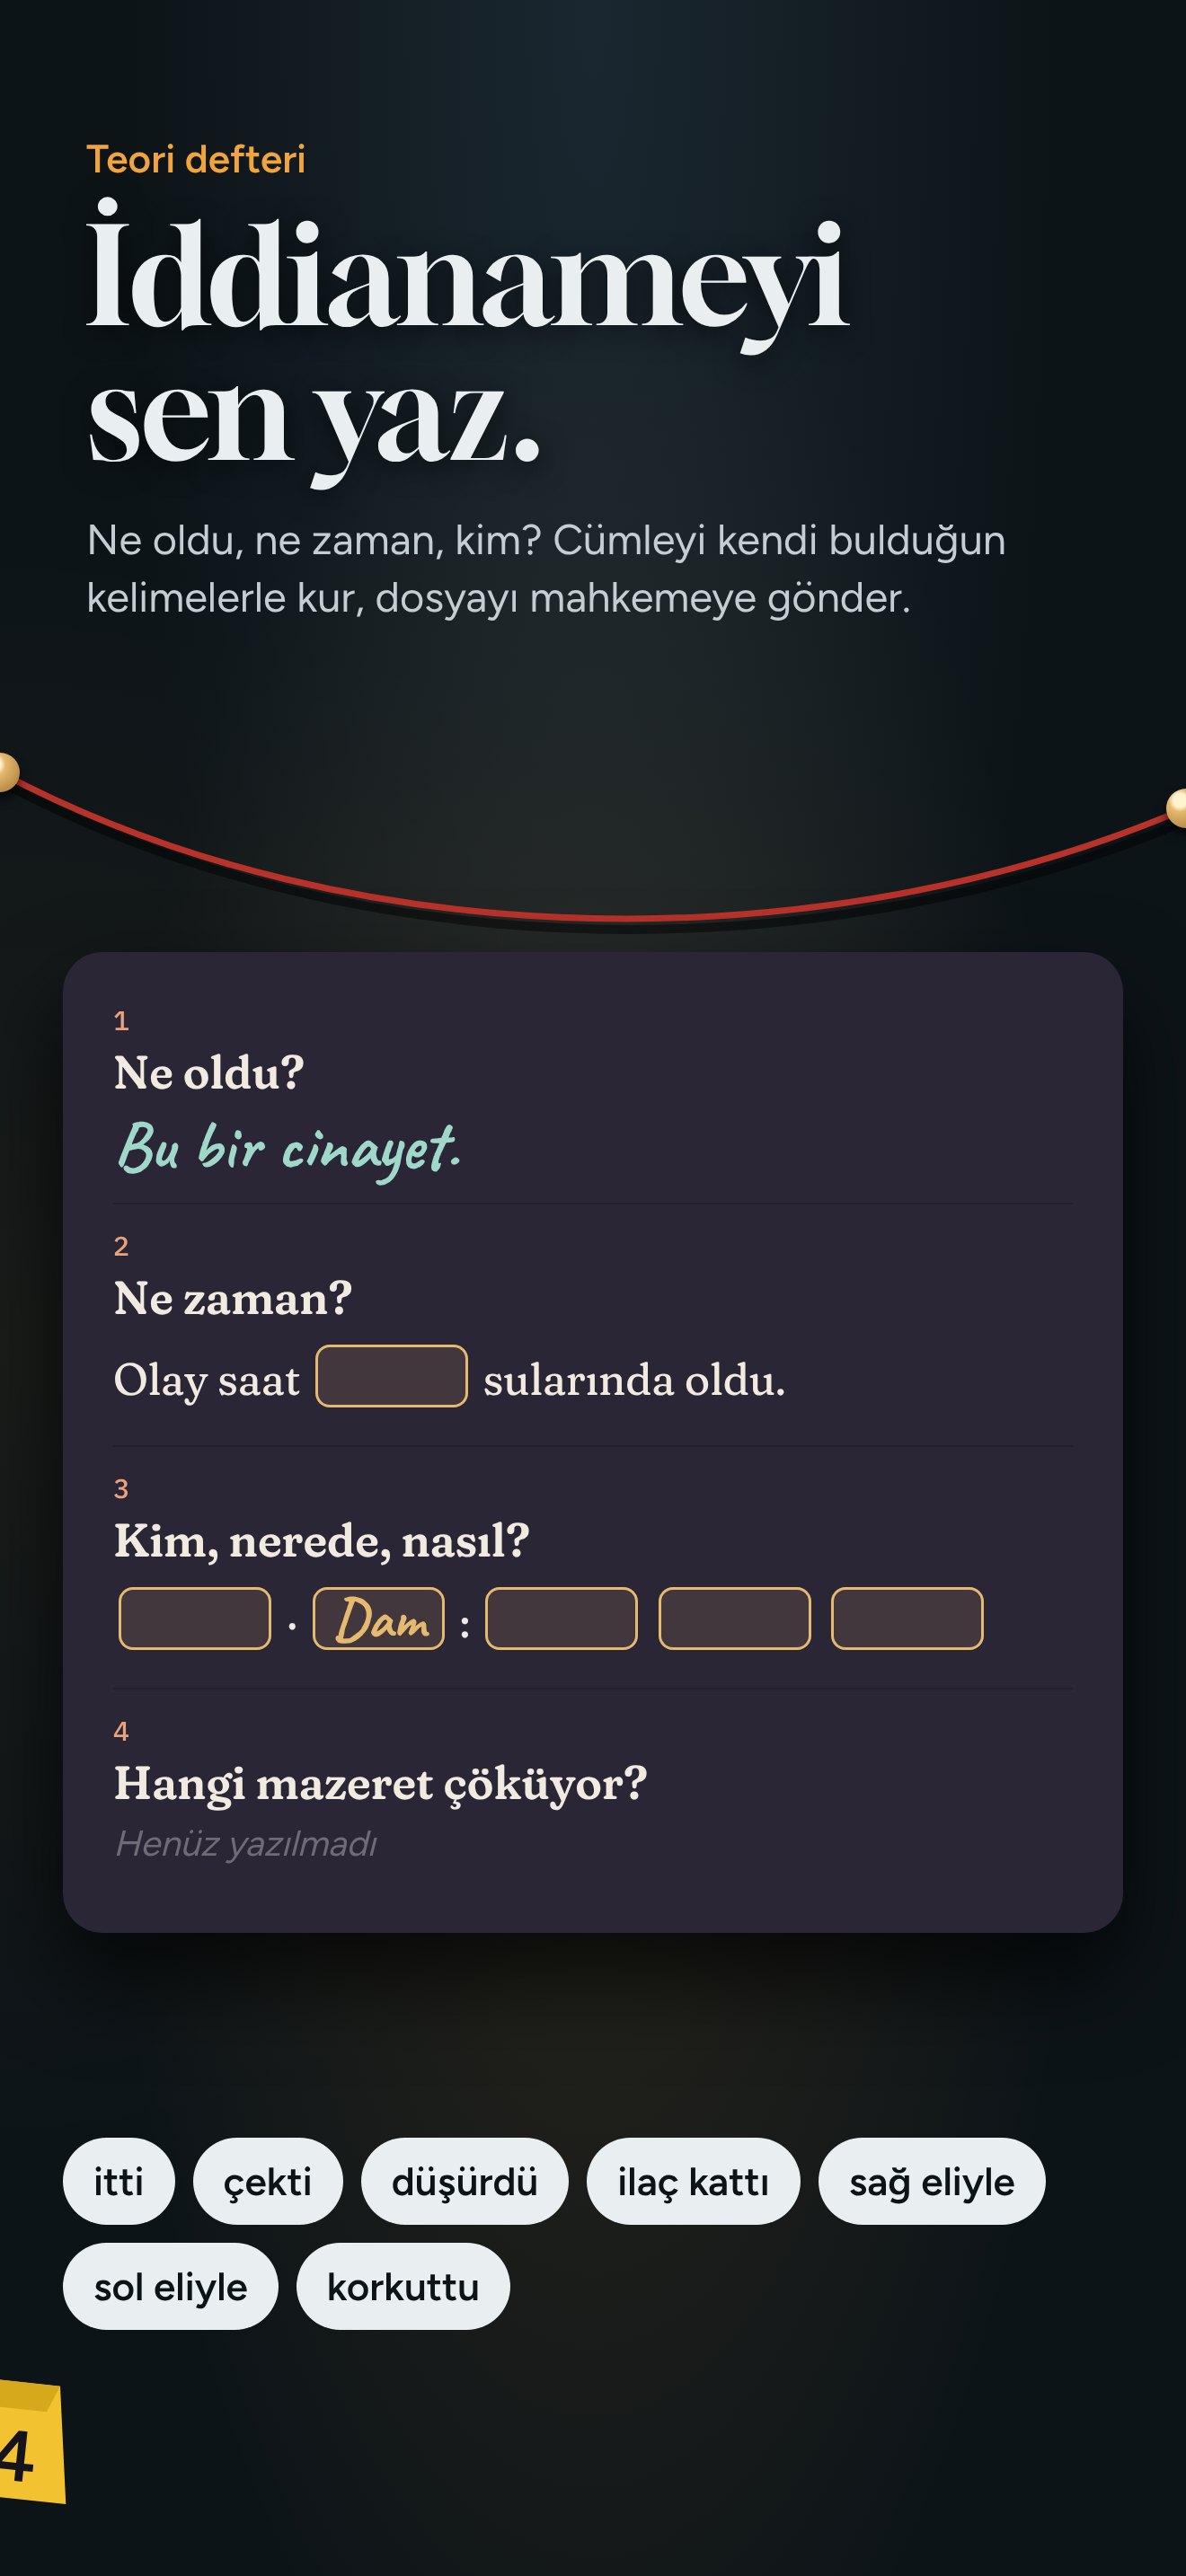 Teori defteri
İddianameyi
sen yaz.
Ne oldu, ne zaman, kim? Cümleyi kendi bulduğun
kelimelerle kur, dosyayı mahkemeye gönder.
1
Ne oldu?
Bu bir cinayet.
2
Ne zaman?
Olay saat sularında oldu.
3
Kim, nerede, nasıl?
· Dam :
4
Hangi mazeret çöküyor?
Henüz yazılmadı
itti çekti düşürdü ilaç kattı sağ eliyle
sol eliyle korkuttu
4